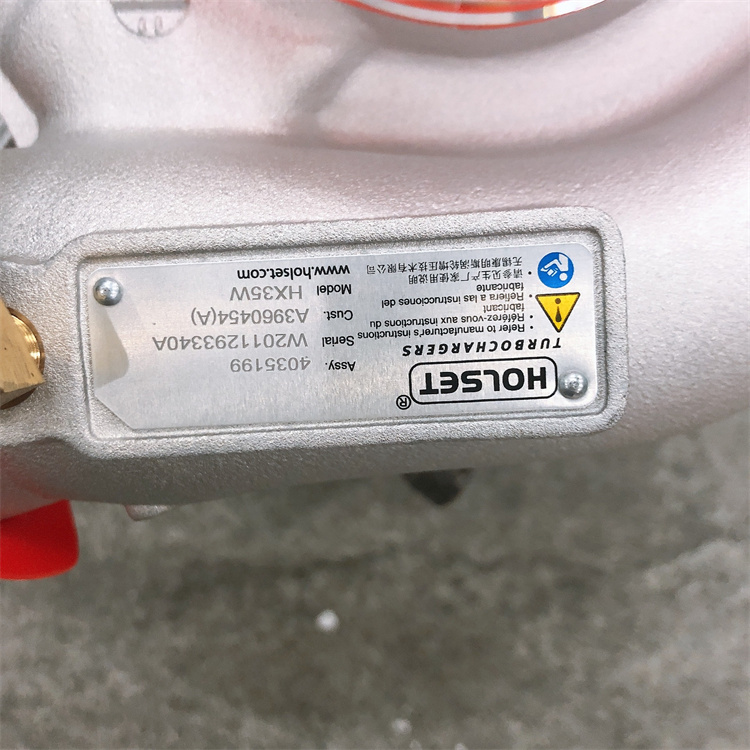 HOLSET®
TURBOCHARGERS
• Refer to manufacturer's instructions
• Référez-vous aux instructions du
fabricant
• Refiera a las instrucciones del
fabricante
• 请参见生产厂家使用说明
无锡康明斯涡轮增压技术有限公司
Assy. 4035199
Serial W2011293340A
Cust. A3960454(A)
Model HX35W
www.holset.com